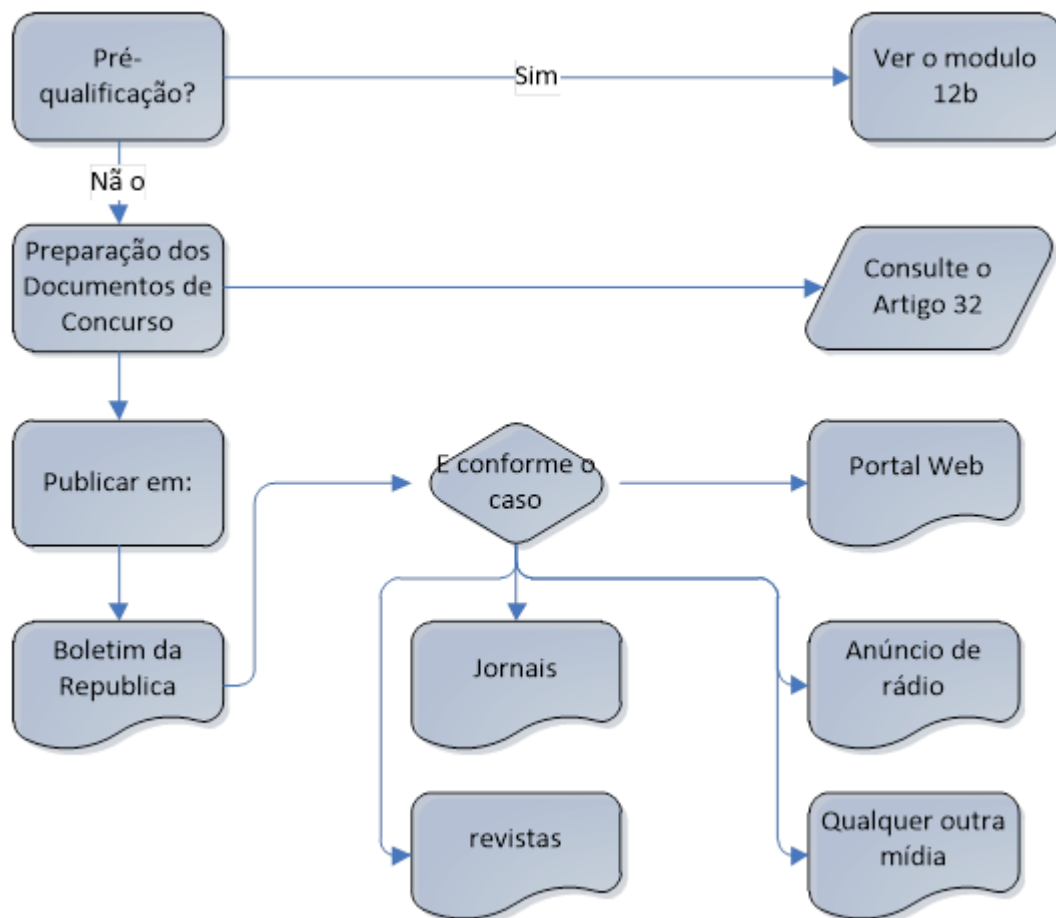 Pré-
qualificação?
Sim
Ver o modulo
12b
Nã o
Preparação dos
Documentos de
Concurso
Consulte o
Artigo 32
Publicar em:
E conforme o
caso
Portal Web
Boletim da
Republica
Jornais
Anúncio de
rádio
revistas
Qualquer outra
mídia